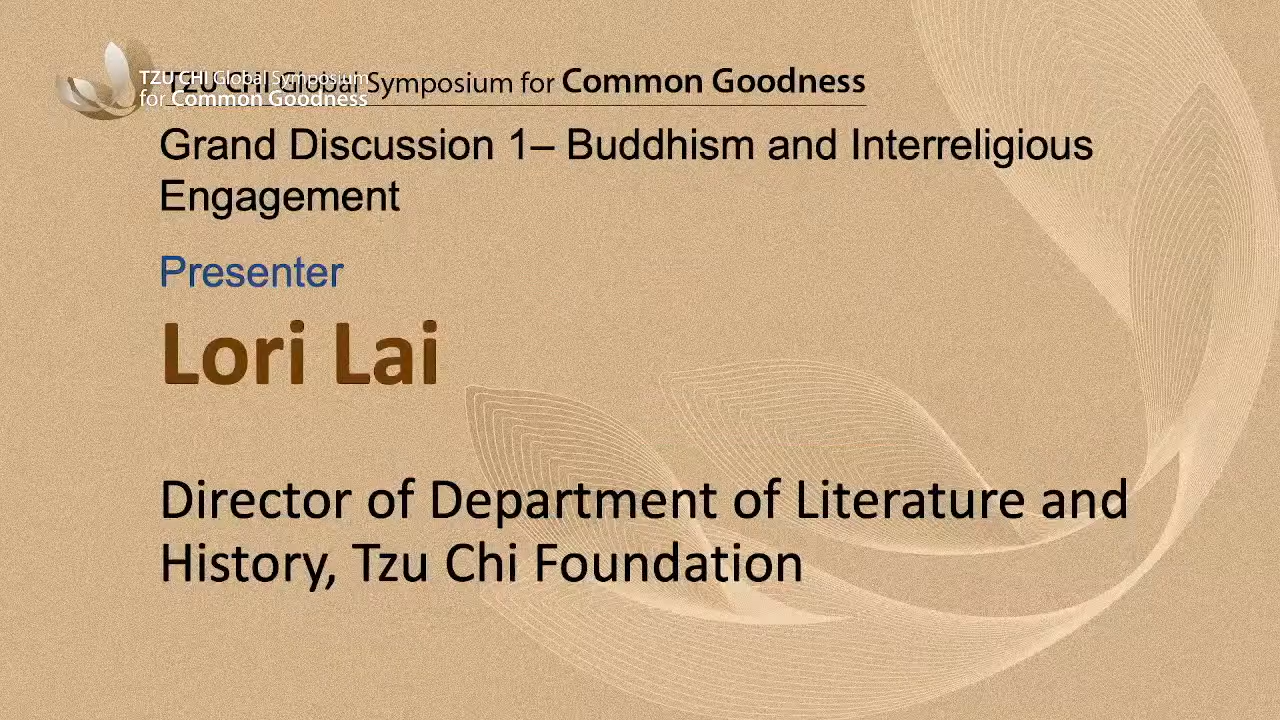 TZU CHI Global Symposium
for Common Goodness
TZU CHI Global Symposium for Common Goodness
Grand Discussion 1– Buddhism and Interreligious
Engagement
Presenter
Lori Lai
Director of Department of Literature and
History, Tzu Chi Foundation